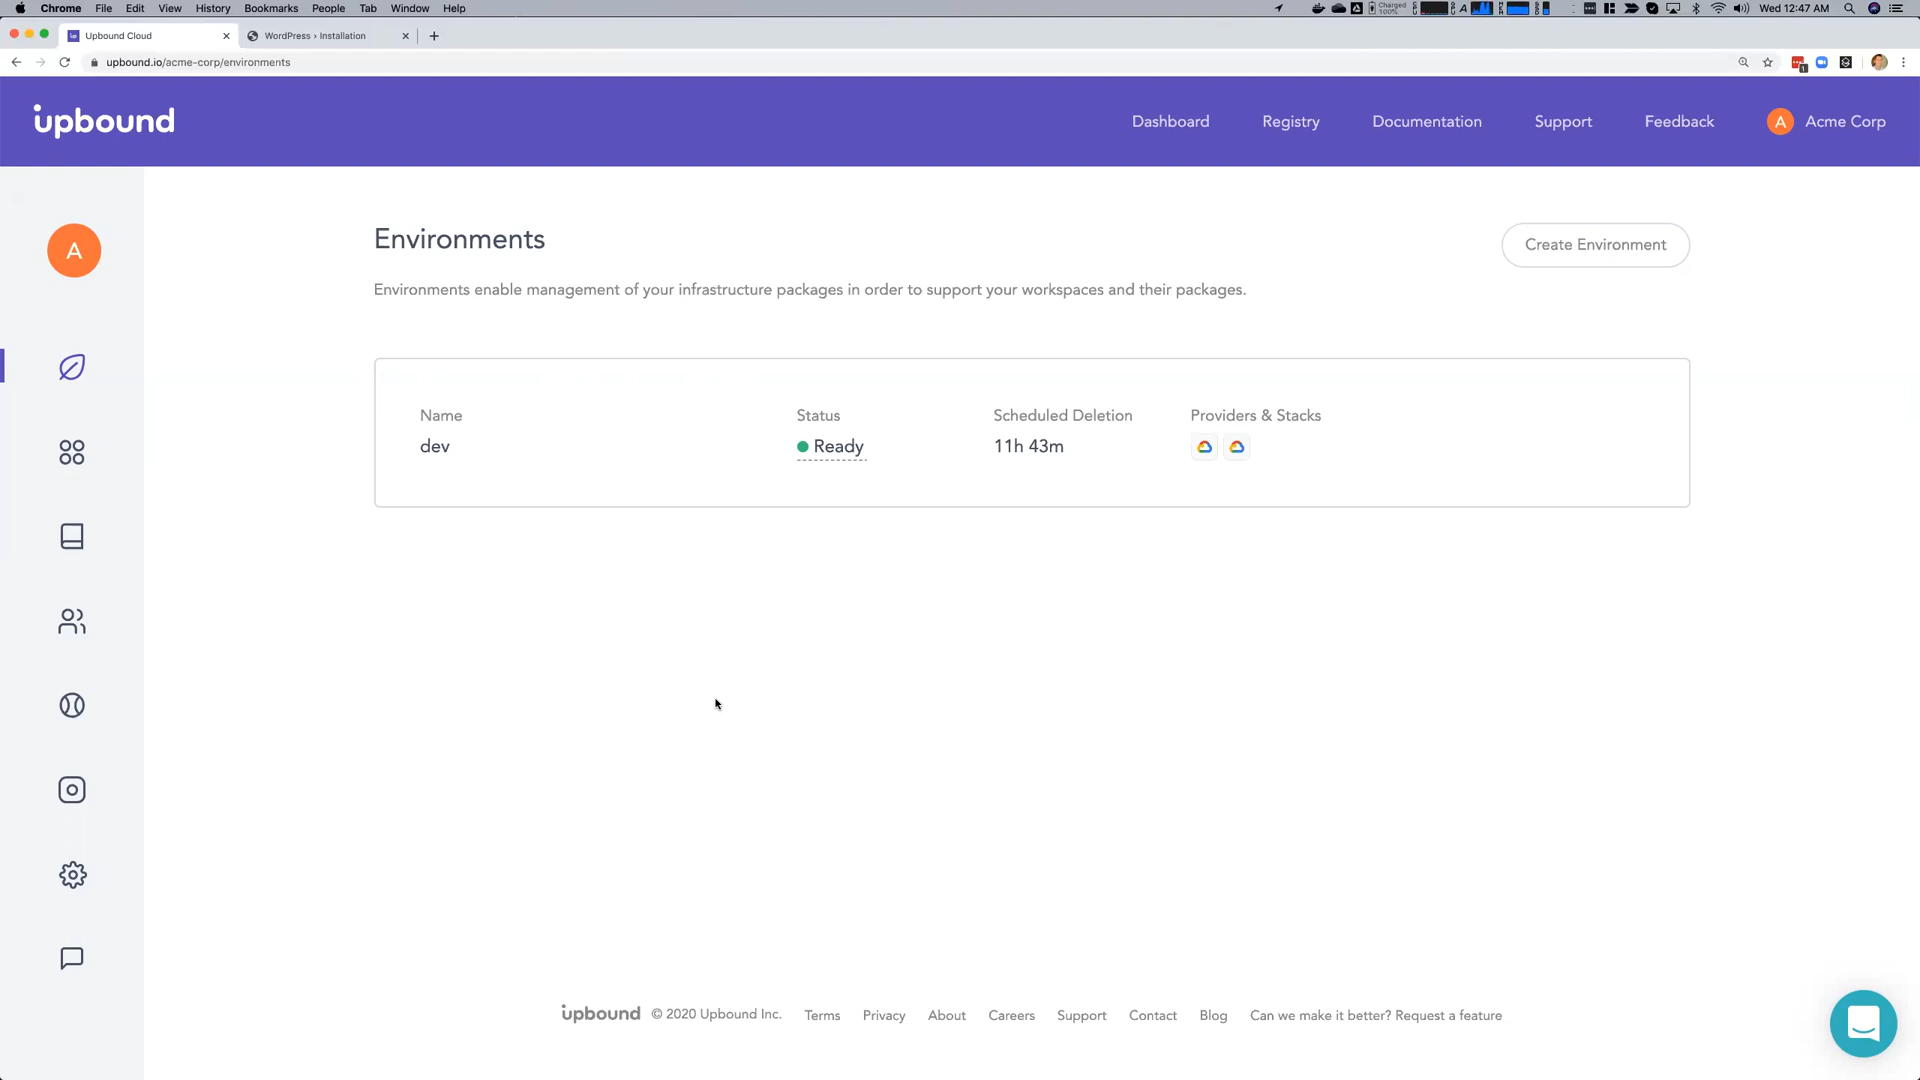 Chrome File Edit View History Bookmarks People Tab Window Help
Charged 100% Wed 12:47 AM
Upbound Cloud WordPress › Installation
upbound.io/acme-corp/environments
upbound Dashboard Registry Documentation Support Feedback A Acme Corp
A
Environments
Create Environment
Environments enable management of your infrastructure packages in order to support your workspaces and their packages.
Name Status Scheduled Deletion Providers & Stacks
dev Ready 11h 43m
upbound © 2020 Upbound Inc. Terms Privacy About Careers Support Contact Blog Can we make it better? Request a feature